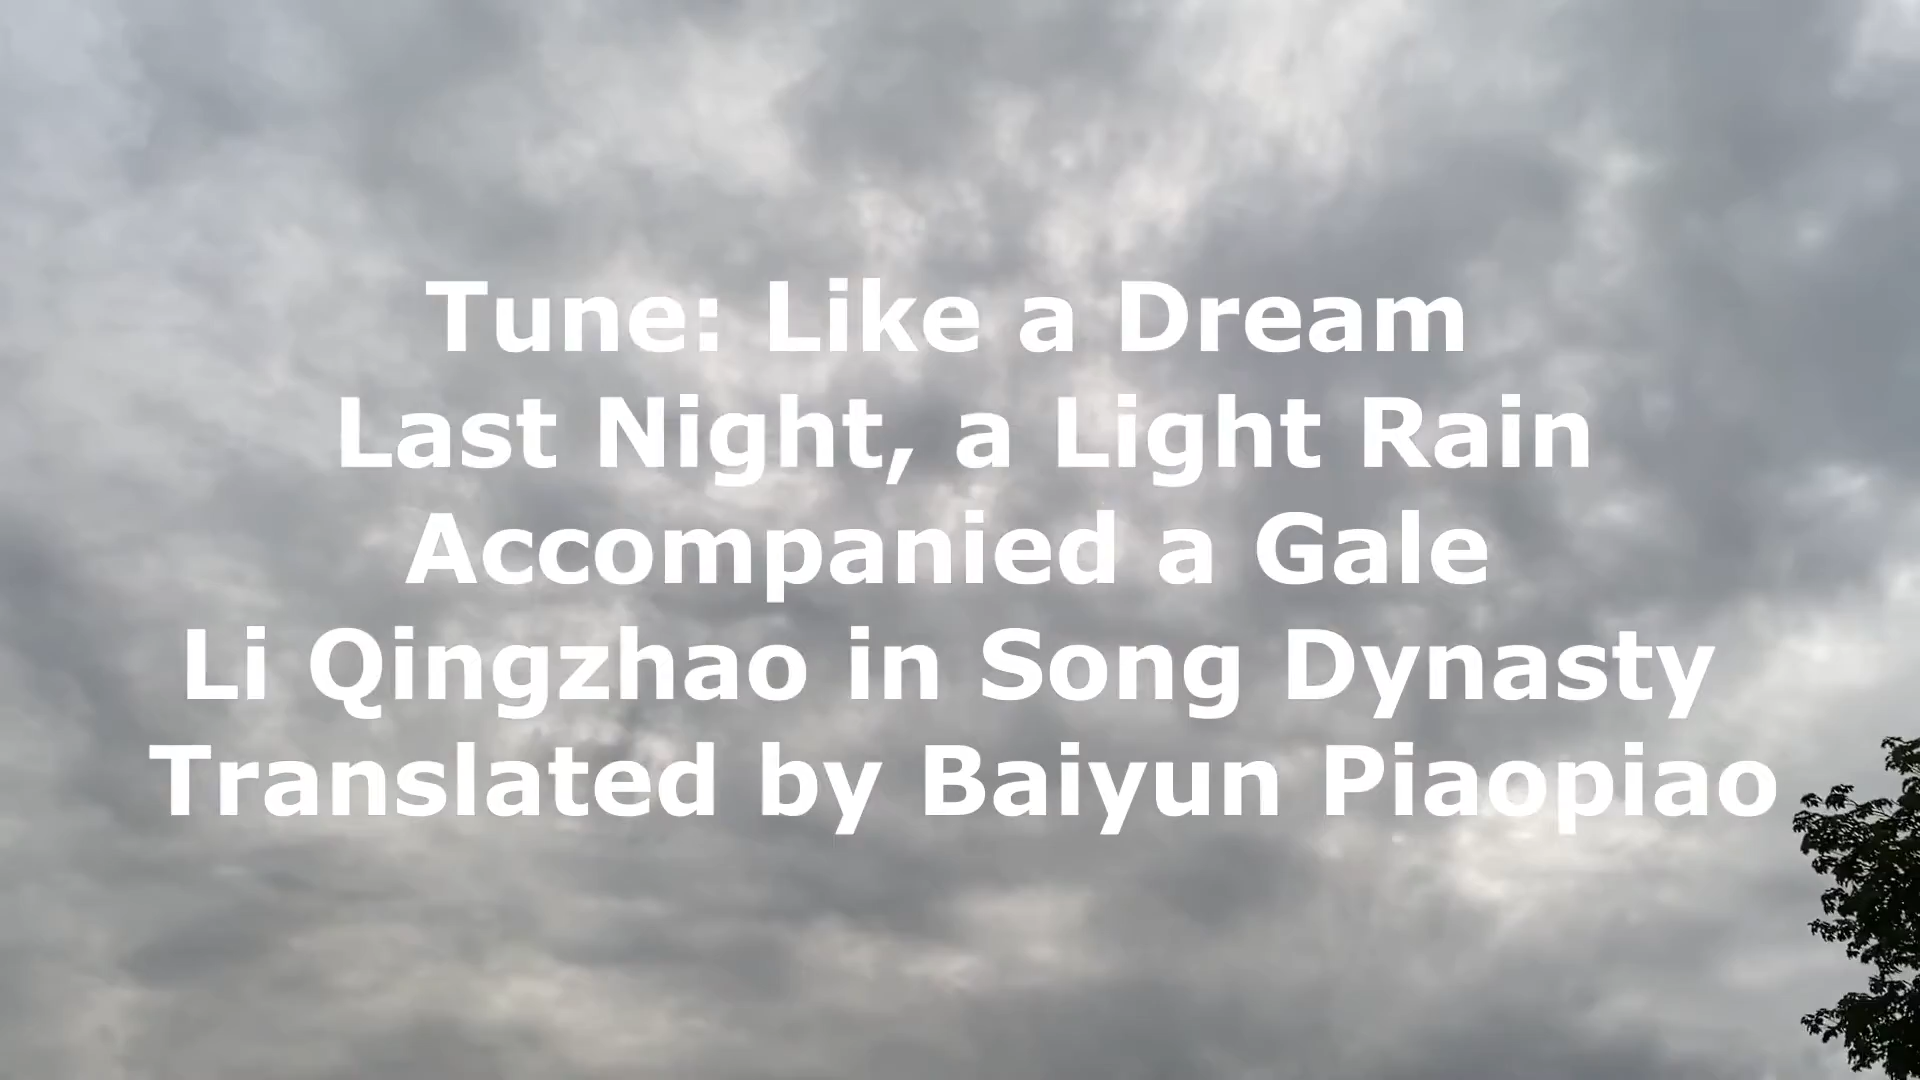 Tune: Like a Dream
Last Night, a Light Rain
Accompanied a Gale
Li Qingzhao in Song Dynasty
Translated by Baiyun Piaopiao